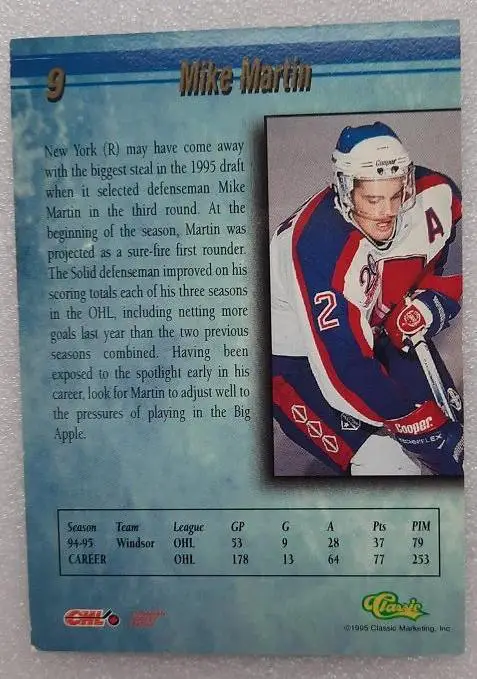 9
Mike Martin
New York (R) may have come away
with the biggest steal in the 1995 draft
when it selected defenseman Mike
Martin in the third round. At the
beginning of the season, Martin was
projected as a sure-fire first rounder.
The Solid defenseman improved on his
scoring totals each of his three seasons
in the OHL, including netting more
goals last year than the two previous
seasons combined. Having been
exposed to the spotlight early in his
career, look for Martin to adjust well to
the pressures of playing in the Big
Apple.
Cooper
A
2
Cooper
Season Team League GP G A Pts PIM
94-95 Windsor OHL 53 9 28 37 79
CAREER OHL 178 13 64 77 253
CHL
Classic
©1995 Classic Marketing, Inc